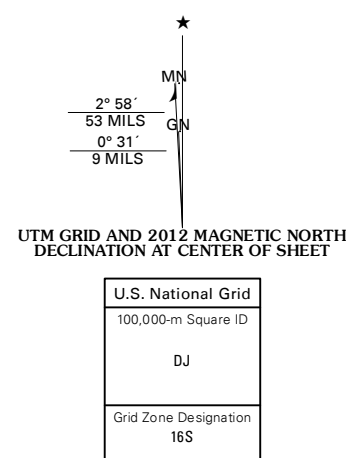 ★
MN
2° 58´
53 MILS
GN
0° 31´
9 MILS
UTM GRID AND 2012 MAGNETIC NORTH
DECLINATION AT CENTER OF SHEET
U.S. National Grid
100,000-m Square ID
DJ
Grid Zone Designation
16S